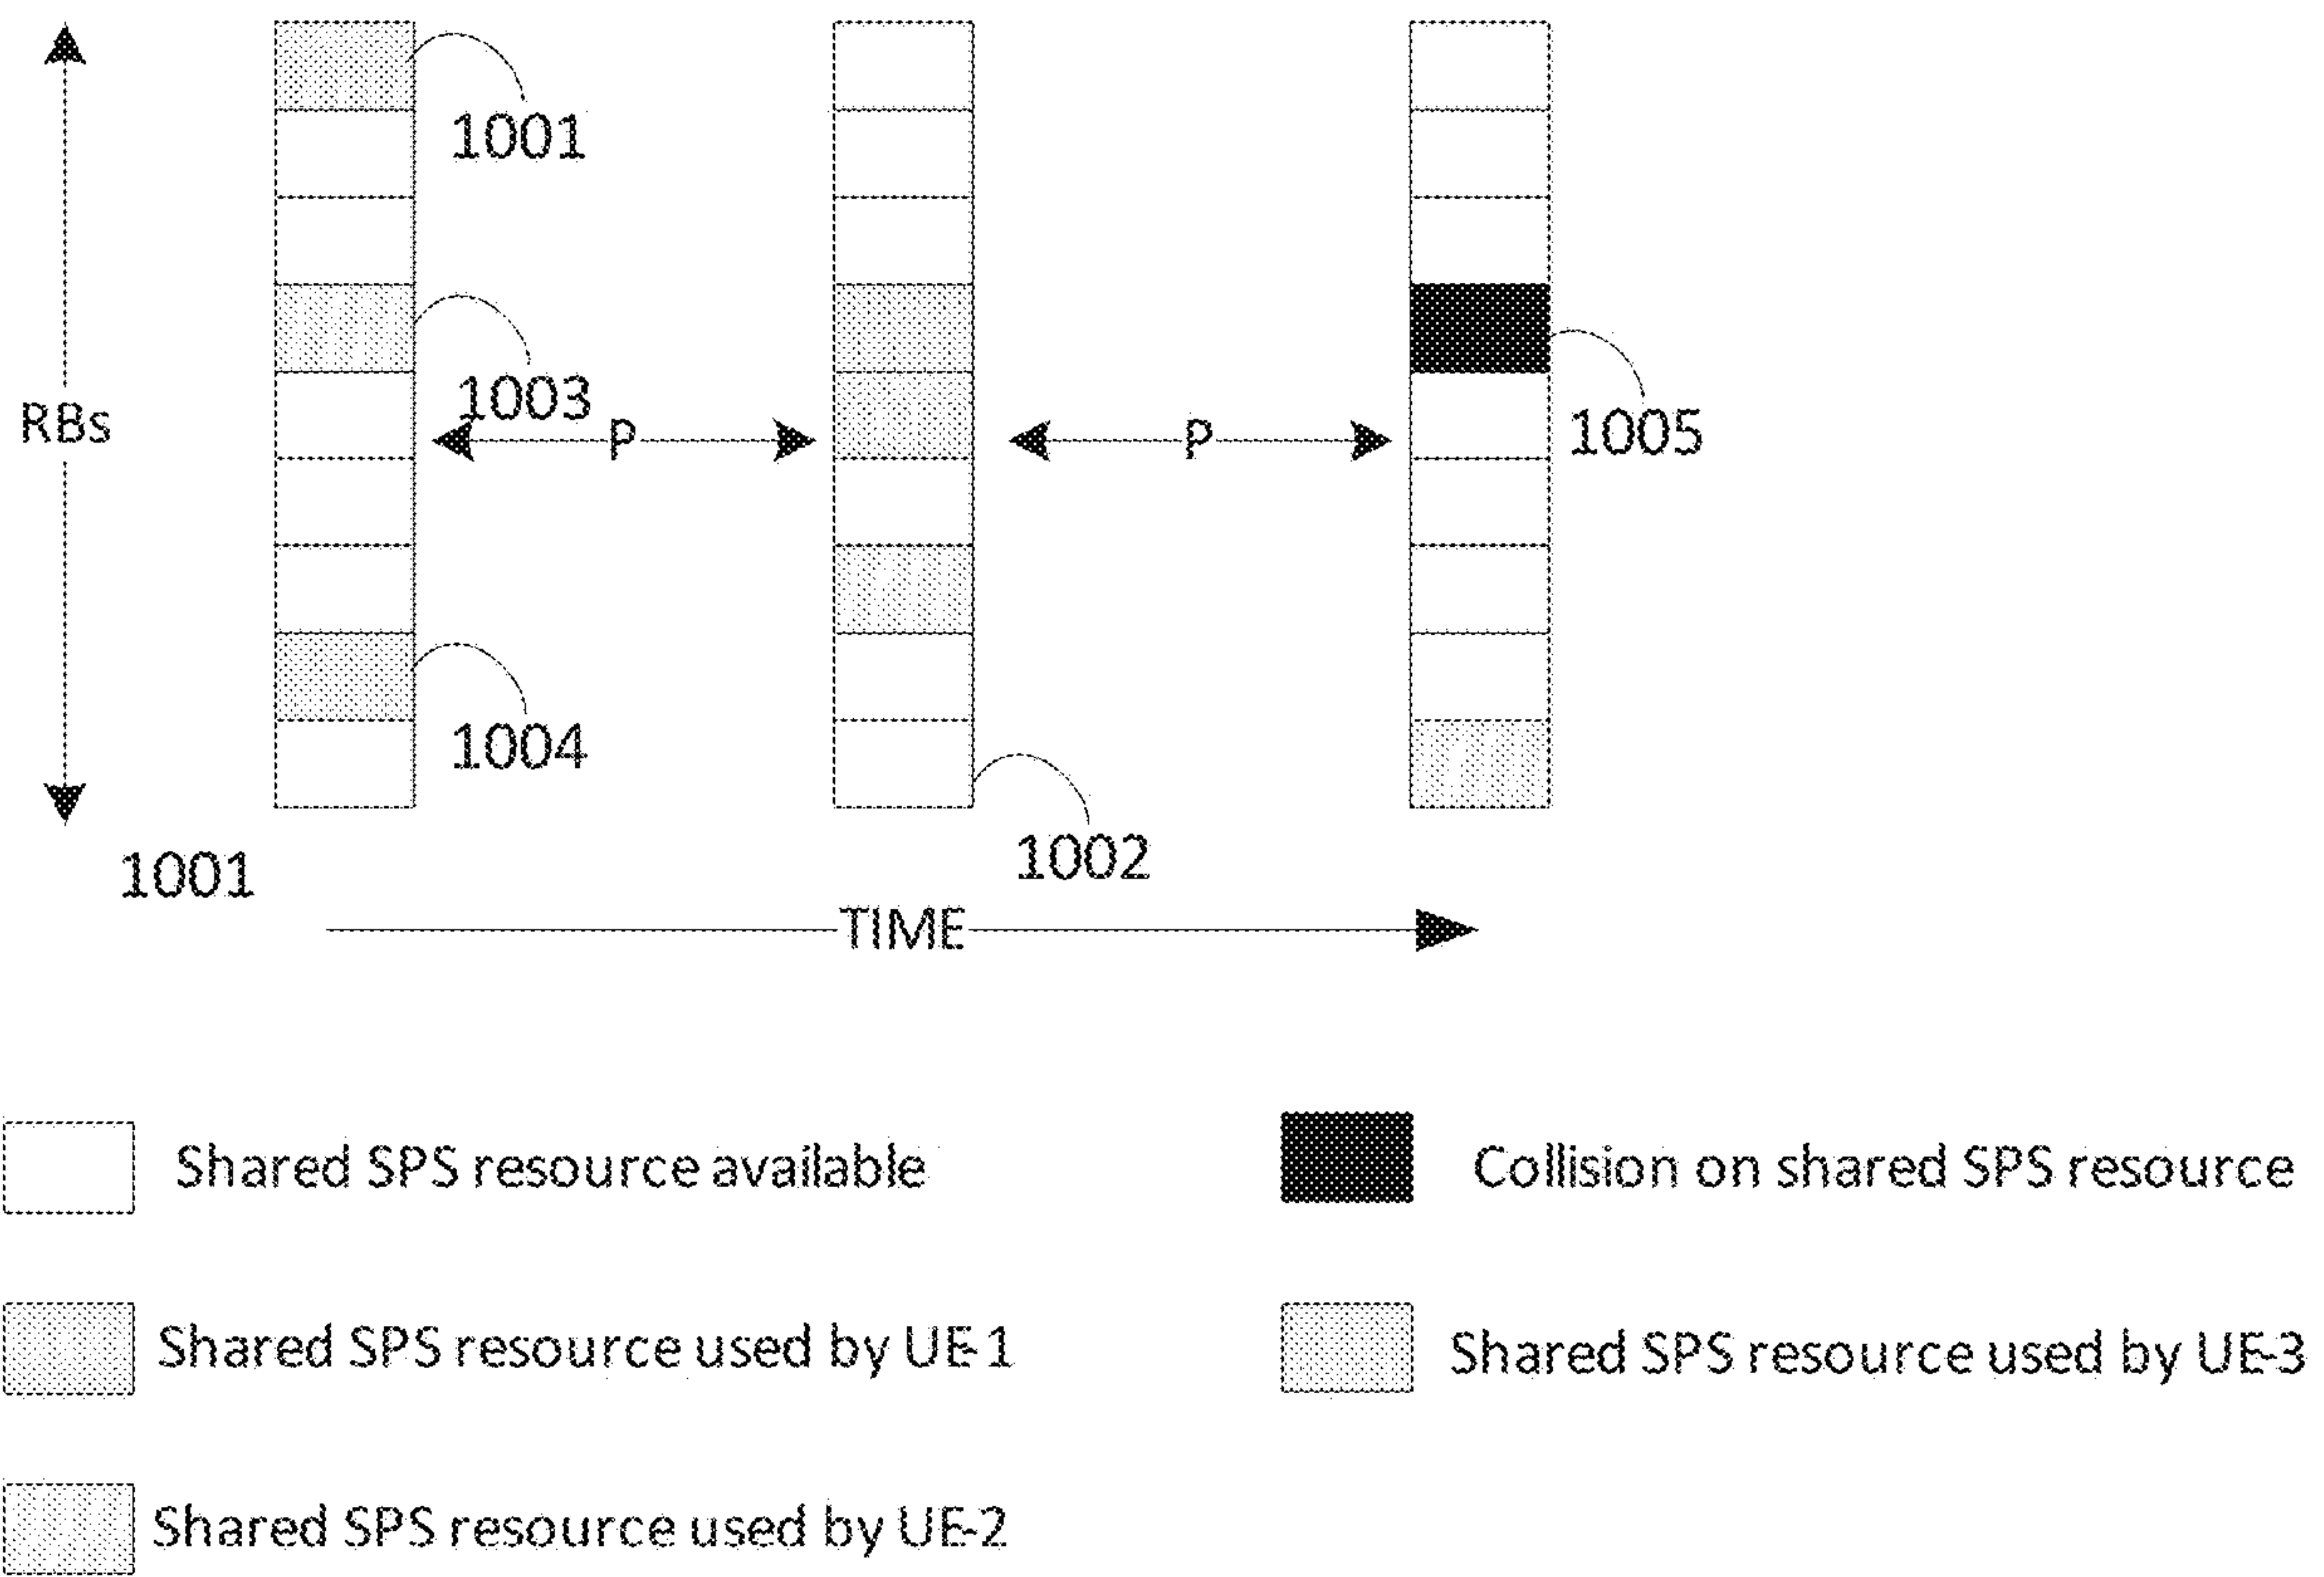 1001
1003
RBs
P
P
1005
1004
1002
1001
TIME
Shared SPS resource available
Collision on shared SPS resource
Shared SPS resource used by UE-1
Shared SPS resource used by UE-3
Shared SPS resource used by UE-2